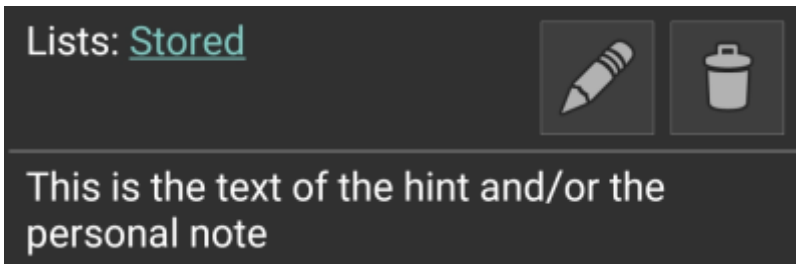 Lists: Stored
This is the text of the hint and/or the
personal note